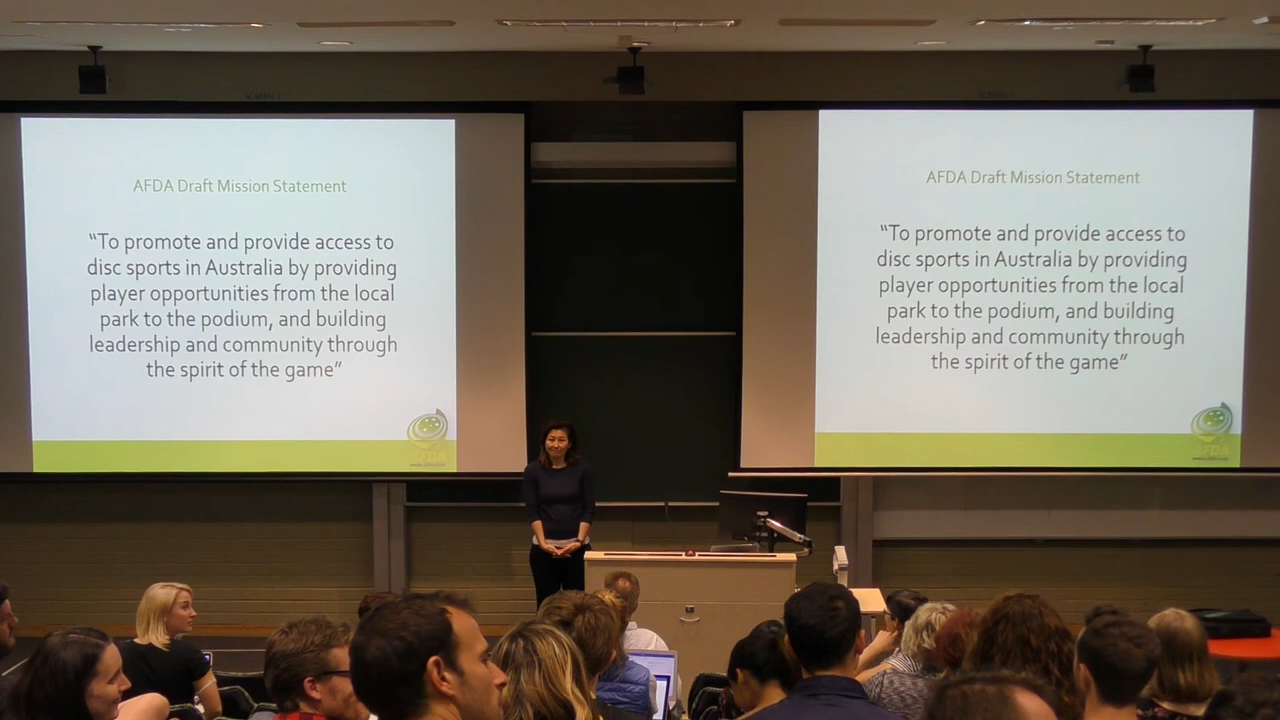 AFDA Draft Mission Statement
“To promote and provide access to
disc sports in Australia by providing
player opportunities from the local
park to the podium, and building
leadership and community through
the spirit of the game”
AFDA
AFDA Draft Mission Statement
“To promote and provide access to
disc sports in Australia by providing
player opportunities from the local
park to the podium, and building
leadership and community through
the spirit of the game”
AFDA